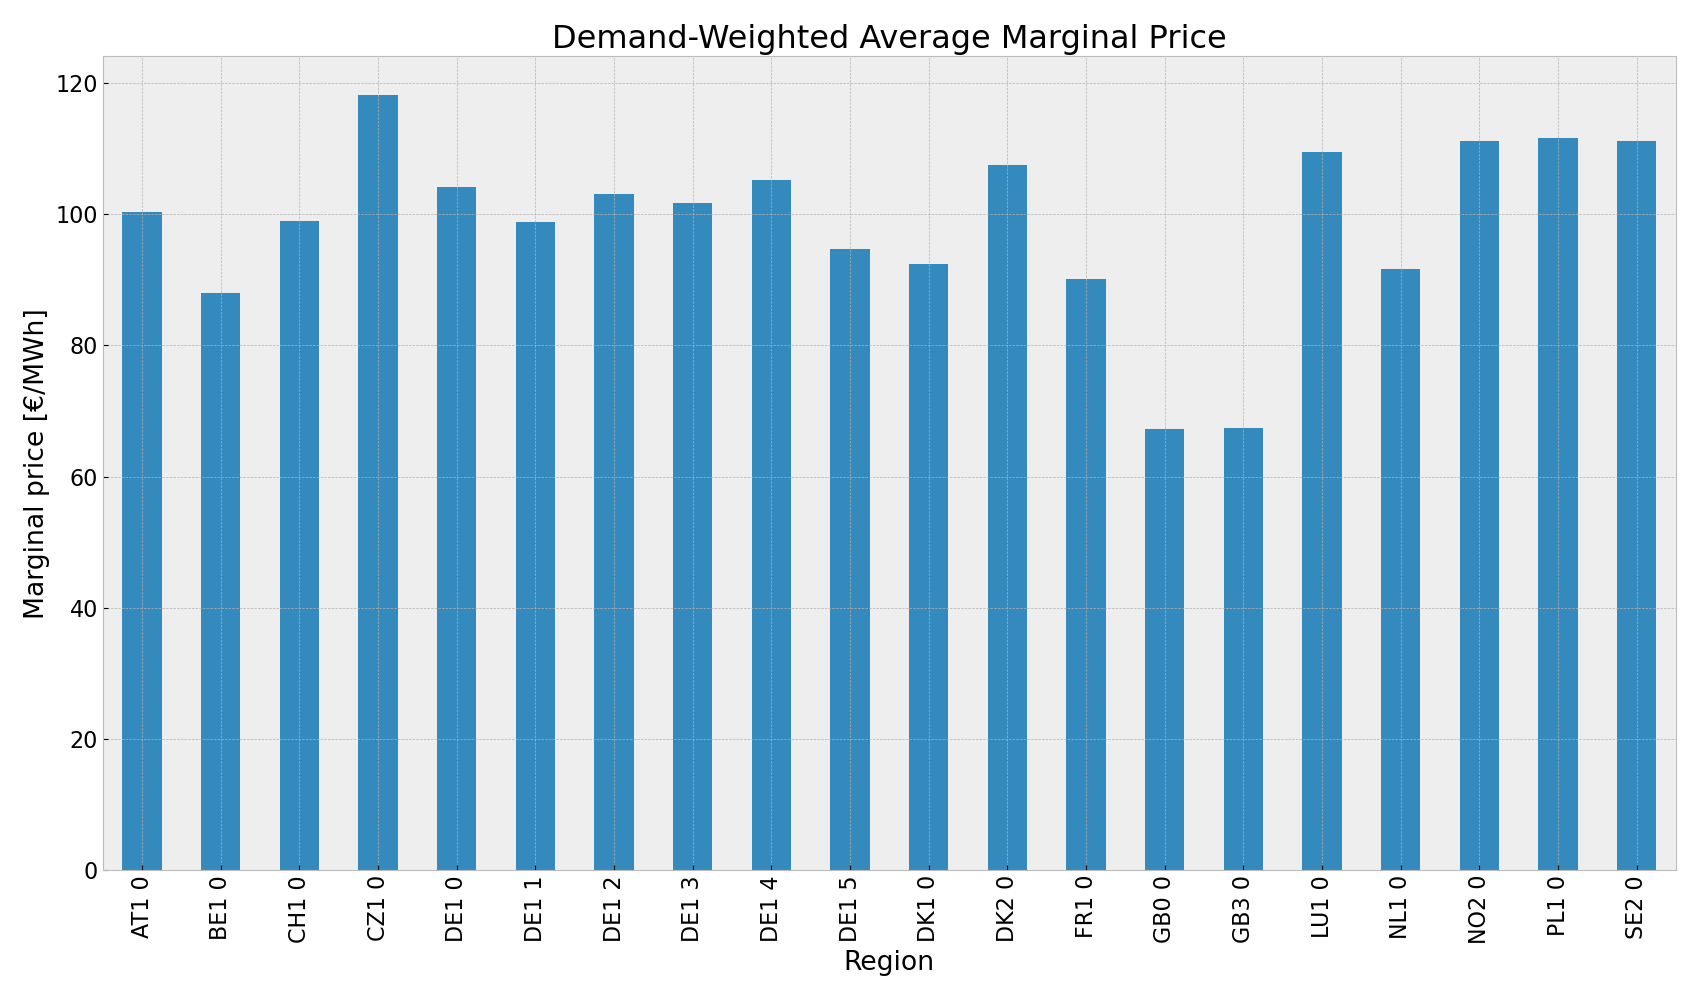 Demand-Weighted Average Marginal Price
Marginal price [€/MWh]
120
100
80
60
40
20
0
AT1 0
BE1 0
CH1 0
CZ1 0
DE1 0
DE1 1
DE1 2
DE1 3
DE1 4
DE1 5
DK1 0
DK2 0
FR1 0
GB0 0
GB3 0
LU1 0
NL1 0
NO2 0
PL1 0
SE2 0
Region